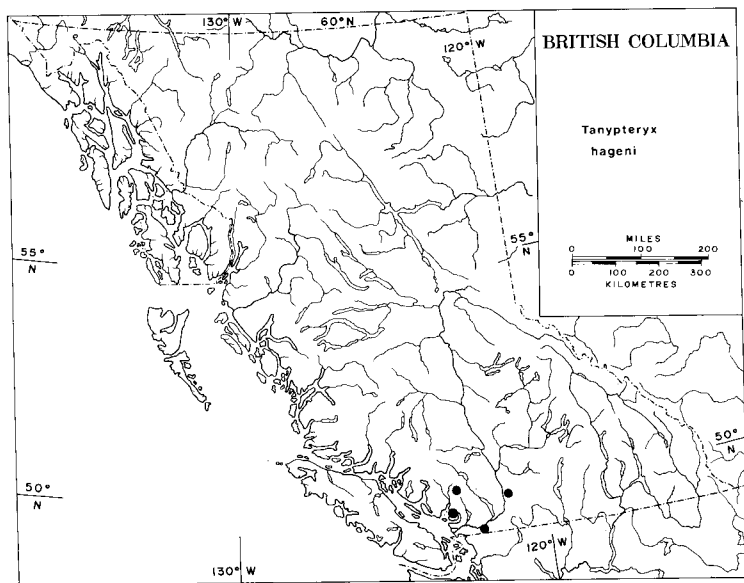 130° W
60° N
120° W
BRITISH COLUMBIA
Tanypteryx
hageni
MILES
0 100 200
0 100 200 300
KILOMETRES
55°
N
55°
N
50°
N
50°
N
130°
W
120° W